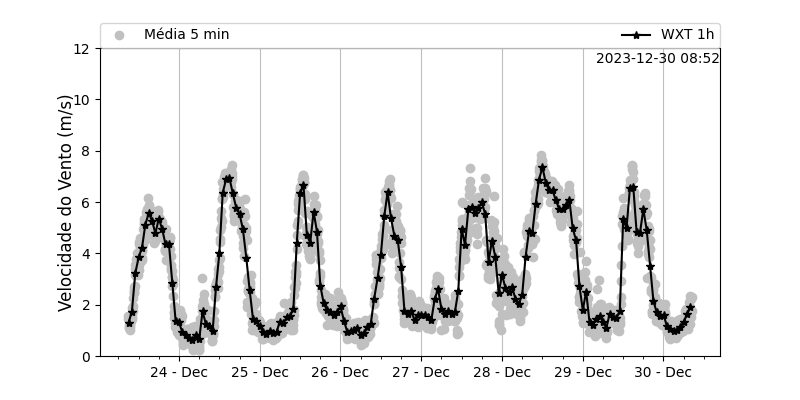 Média 5 min
WXT 1h
2023-12-30 08:52
Velocidade do Vento (m/s)
12
10
8
6
4
2
0
24 - Dec
25 - Dec
26 - Dec
27 - Dec
28 - Dec
29 - Dec
30 - Dec